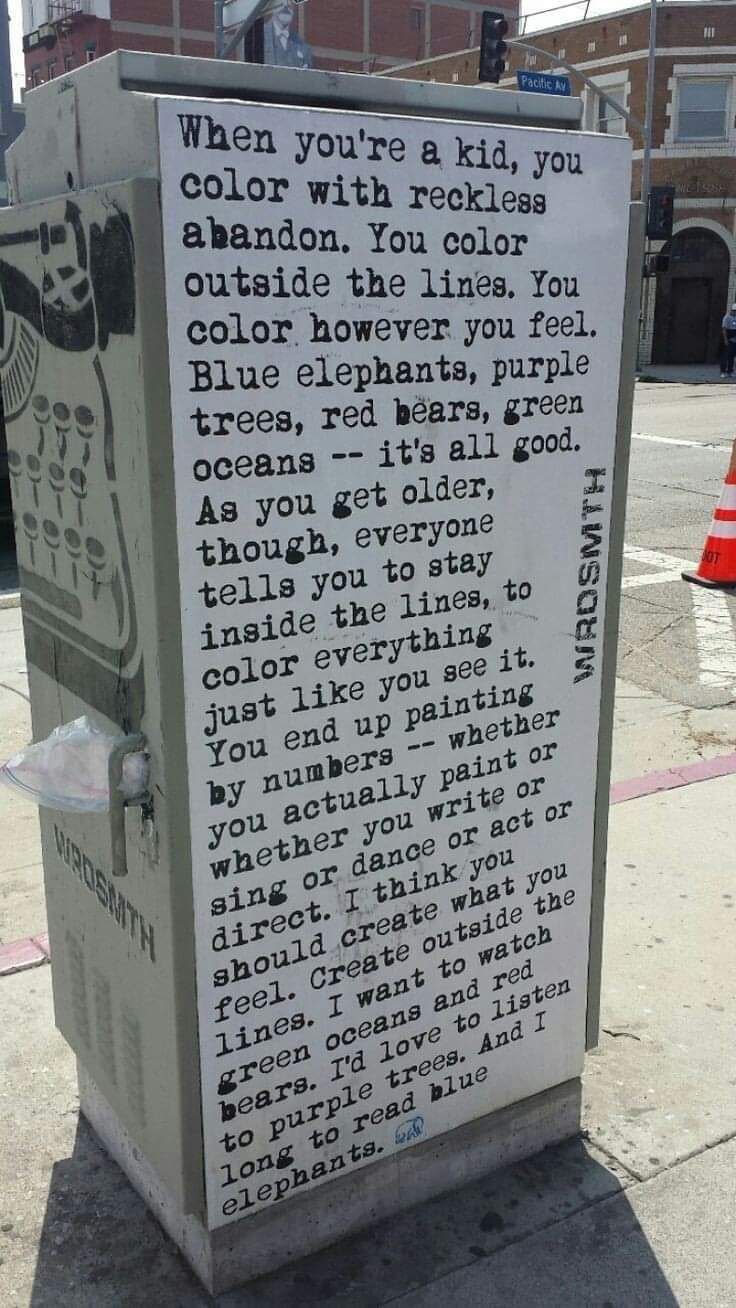 Pacific Av
When you're a kid, you
color with reckless
abandon. You color
outside the lines. You
color however you feel.
Blue elephants, purple
trees, red bears, green
oceans -- it's all good.
As you get older,
though, everyone
tells you to stay
inside the lines, to
color everything
just like you see it.
You end up painting
by numbers -- whether
you actually paint or
whether you write or
sing or dance or act or
direct. I think you
should create what you
feel. Create outside the
lines. I want to watch
green oceans and red
bears. I'd love to listen
to purple trees. And I
long to read blue
elephants.
WRDSMTH
WRDSMTH
DOT